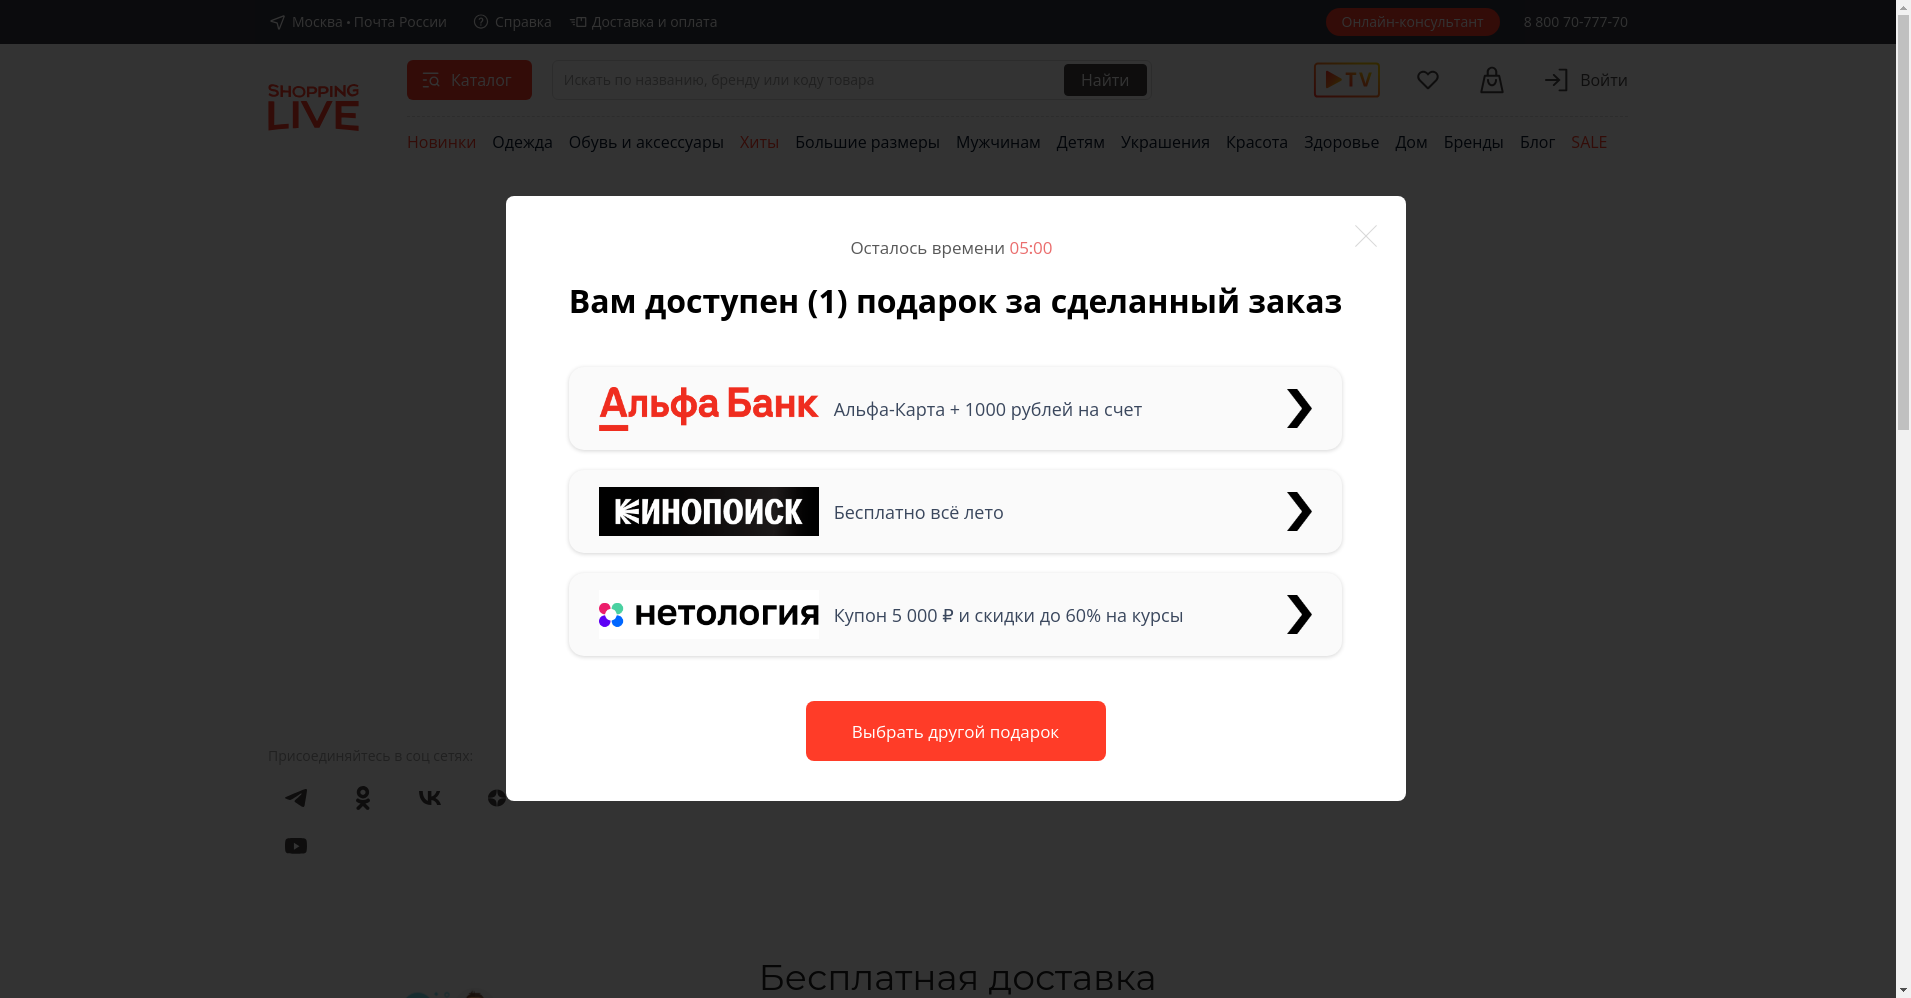 Москва • Почта России
Справка
Доставка и оплата
Онлайн-консультант
8 800 70-777-70
SHOPPING
LIVE
Каталог
Искать по названию, бренду или коду товара
Найти
TV
Войти
Новинки Одежда Обувь и аксессуары Хиты Большие размеры Мужчинам Детям Украшения Красота Здоровье Дом Бренды Блог SALE
Осталось времени 05:00
Вам доступен (1) подарок за сделанный заказ
Альфа Банк
Альфа-Карта + 1000 рублей на счет
КИНОПОИСК
Бесплатно всё лето
нетология
Купон 5 000 ₽ и скидки до 60% на курсы
Выбрать другой подарок
Присоединяйтесь в соц сетях:
Бесплатная доставка